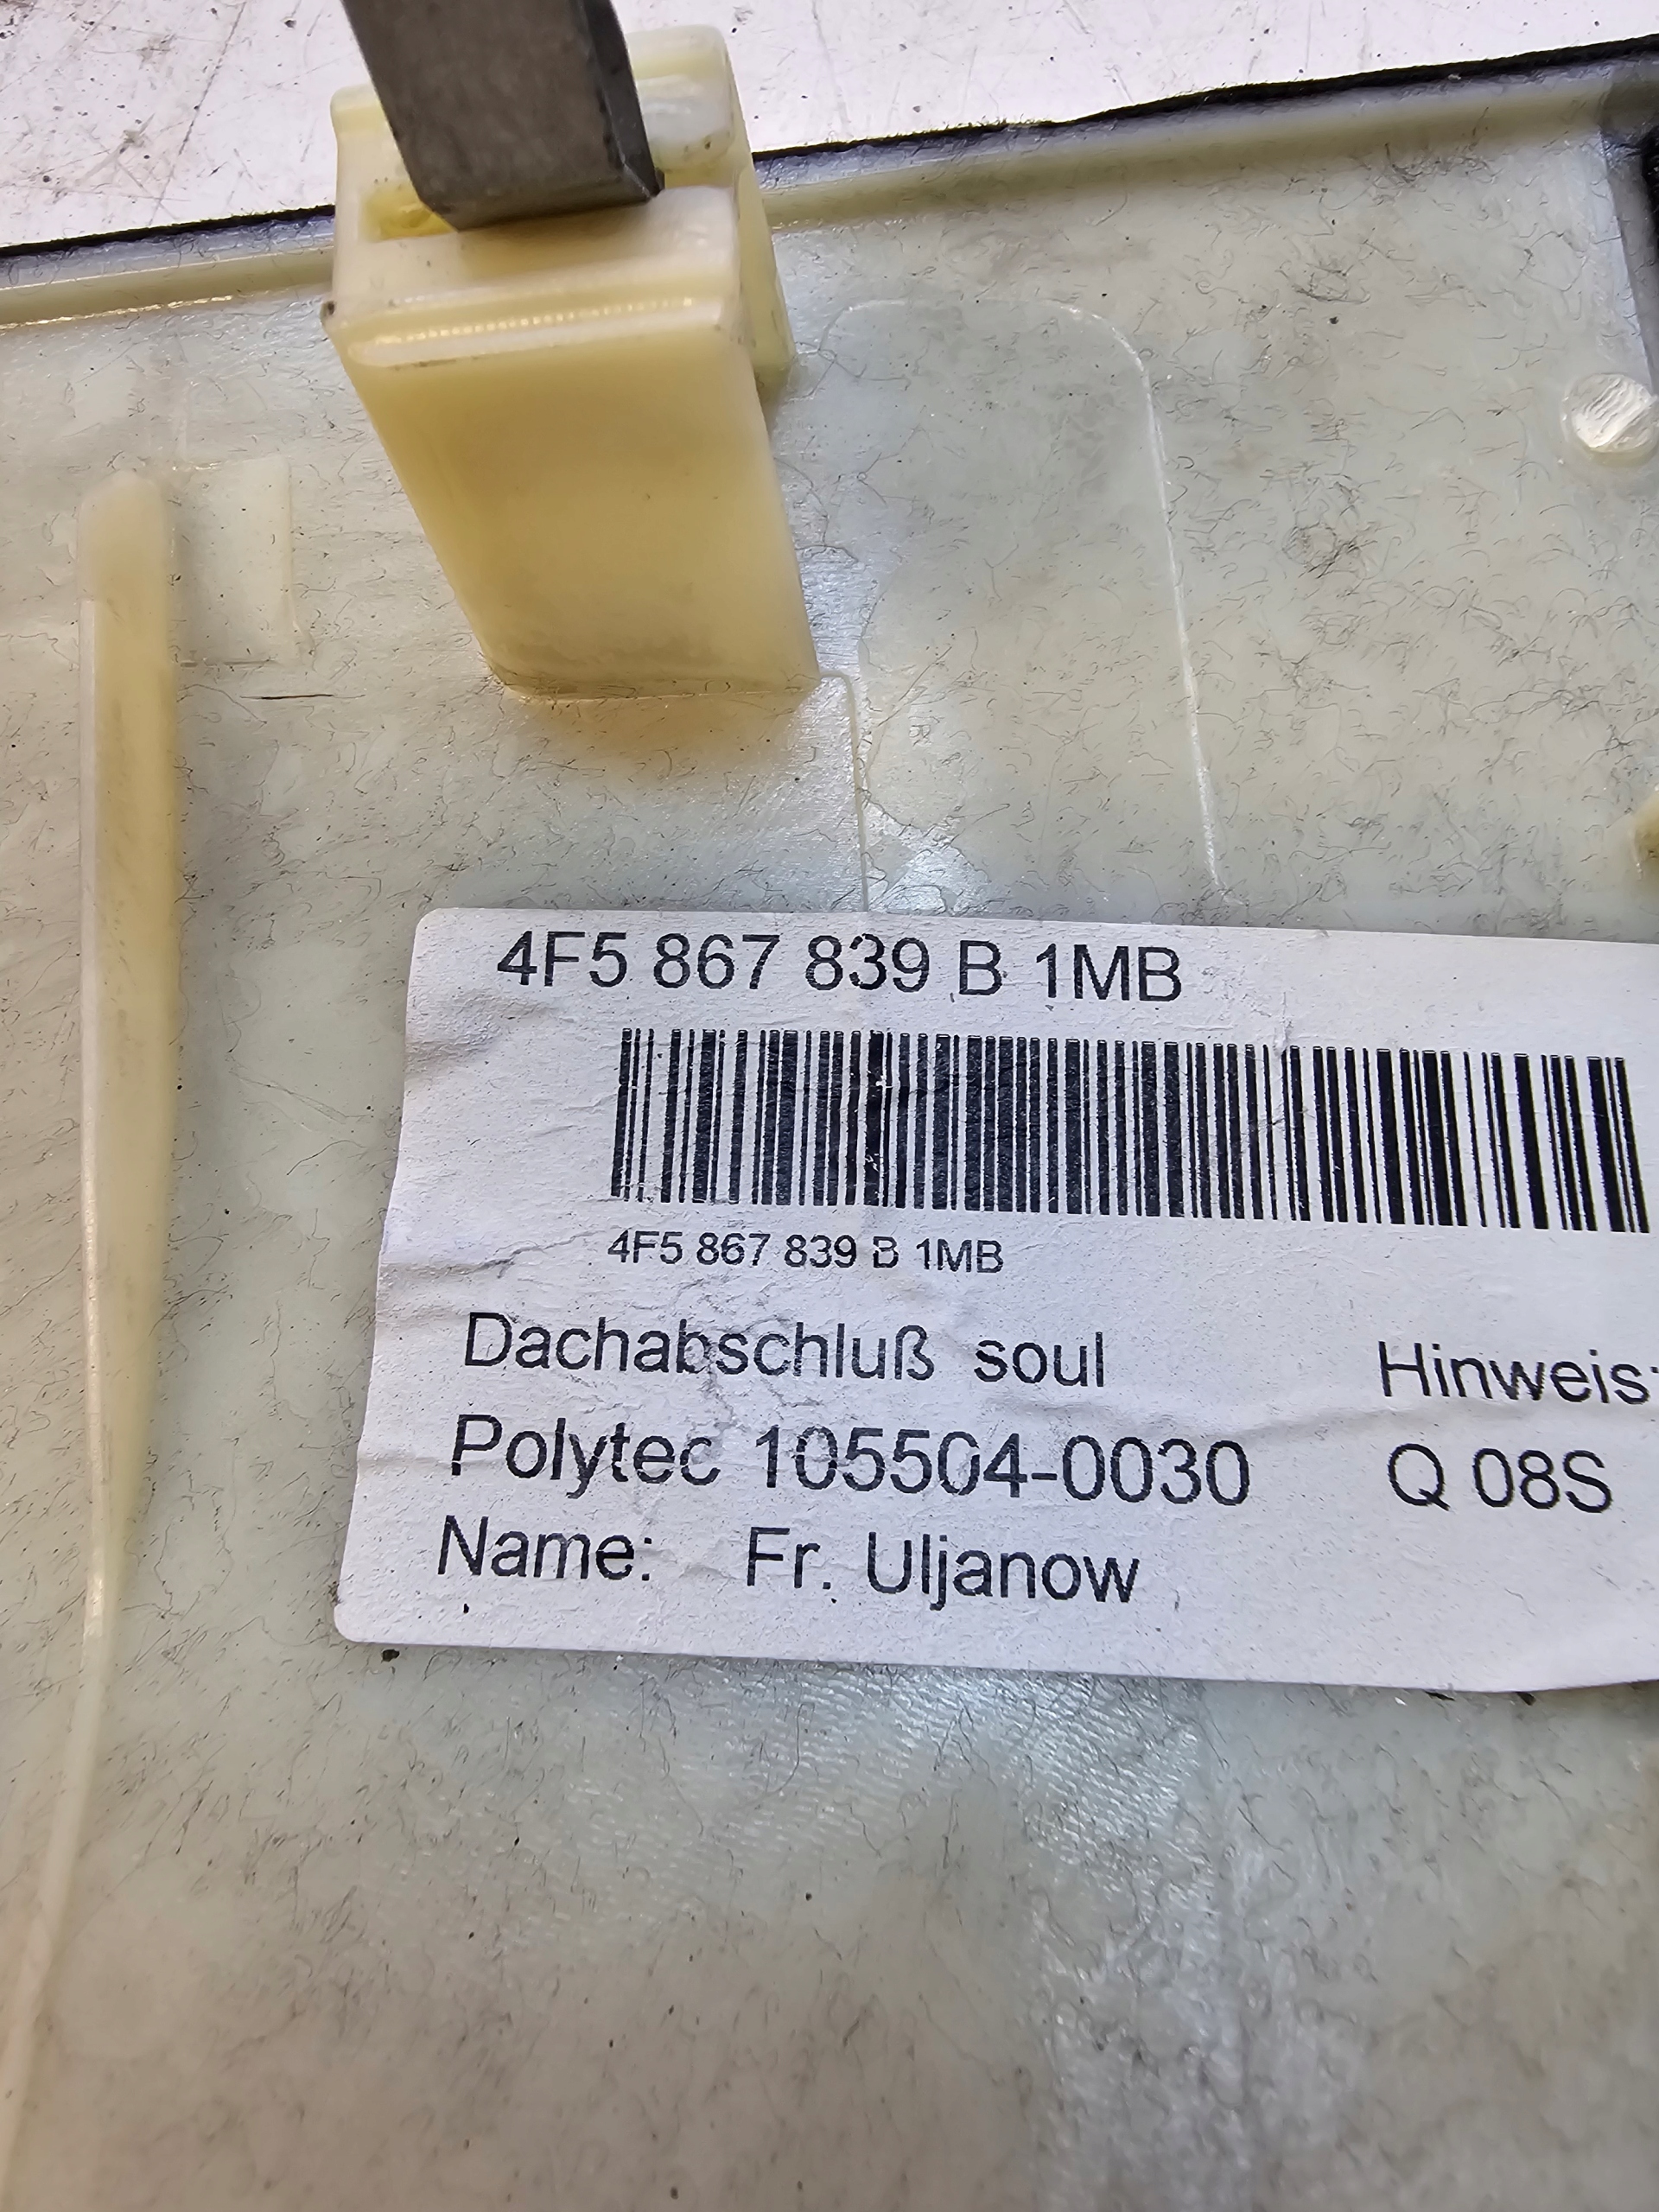 4F5 867 839 B 1MB
4F5 867 839 B 1MB
Dachabschluß soul Hinweis:
Polytec 105504-0030 Q 08S
Name: Fr. Uljanow